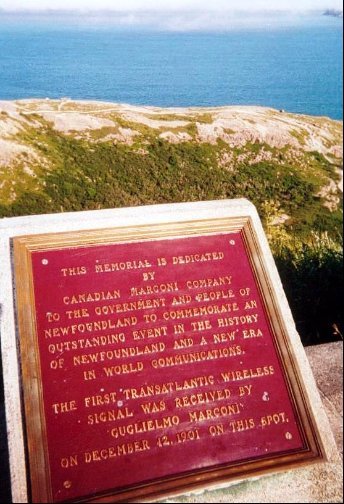 THIS MEMORIAL IS DEDICATED
BY
CANADIAN MARCONI COMPANY
TO THE GOVERNMENT AND PEOPLE OF
NEWFOUNDLAND TO COMMEMORATE AN
OUTSTANDING EVENT IN THE HISTORY
OF NEWFOUNDLAND AND A NEW ERA
IN WORLD COMMUNICATIONS.
THE FIRST TRANSATLANTIC WIRELESS
SIGNAL WAS RECEIVED BY
GUGLIELMO MARCONI
ON DECEMBER 12, 1901 ON THIS SPOT.